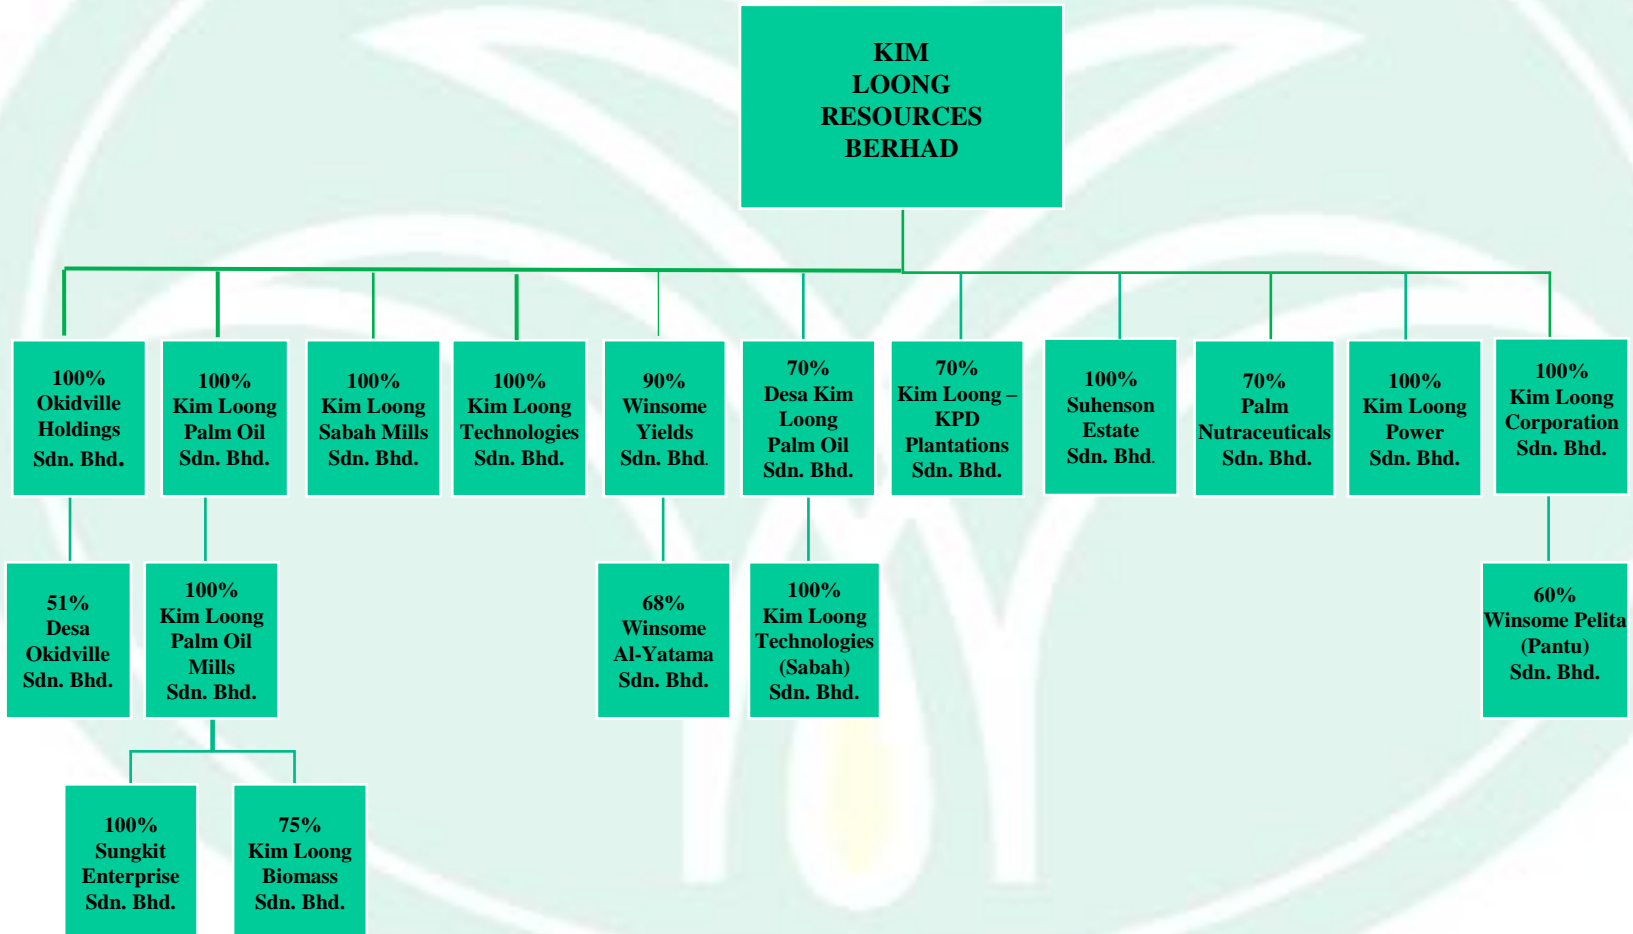 KIM
LOONG
RESOURCES
BERHAD
100%
Okidville
Holdings
Sdn. Bhd.
100%
Kim Loong
Palm Oil
Sdn. Bhd.
100%
Kim Loong
Sabah Mills
Sdn. Bhd.
100%
Kim Loong
Technologies
Sdn. Bhd.
90%
Winsome
Yields
Sdn. Bhd.
70%
Desa Kim
Loong
Palm Oil
Sdn. Bhd.
70%
Kim Loong –
KPD
Plantations
Sdn. Bhd.
100%
Suhenson
Estate
Sdn. Bhd.
70%
Palm
Nutraceuticals
Sdn. Bhd.
100%
Kim Loong
Power
Sdn. Bhd.
100%
Kim Loong
Corporation
Sdn. Bhd.
51%
Desa
Okidville
Sdn. Bhd.
100%
Kim Loong
Palm Oil
Mills
Sdn. Bhd.
68%
Winsome
Al-Yatama
Sdn. Bhd.
100%
Kim Loong
Technologies
(Sabah)
Sdn. Bhd.
60%
Winsome Pelita
(Pantu)
Sdn. Bhd.
100%
Sungkit
Enterprise
Sdn. Bhd.
75%
Kim Loong
Biomass
Sdn. Bhd.